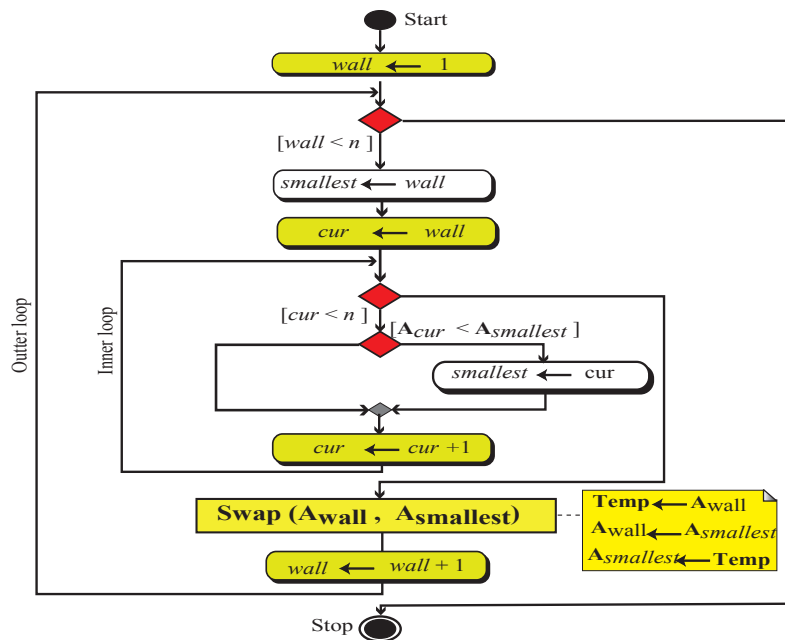 Start
wall ← 1
[wall < n ]
smallest ← wall
cur ← wall
Outter loop
Inner loop
[cur < n ]
[Acur < Asmallest ]
smallest ← cur
cur ← cur +1
Swap (Awall , Asmallest)
Temp ← Awall
Awall ← Asmallest
Asmallest ← Temp
wall ← wall + 1
Stop